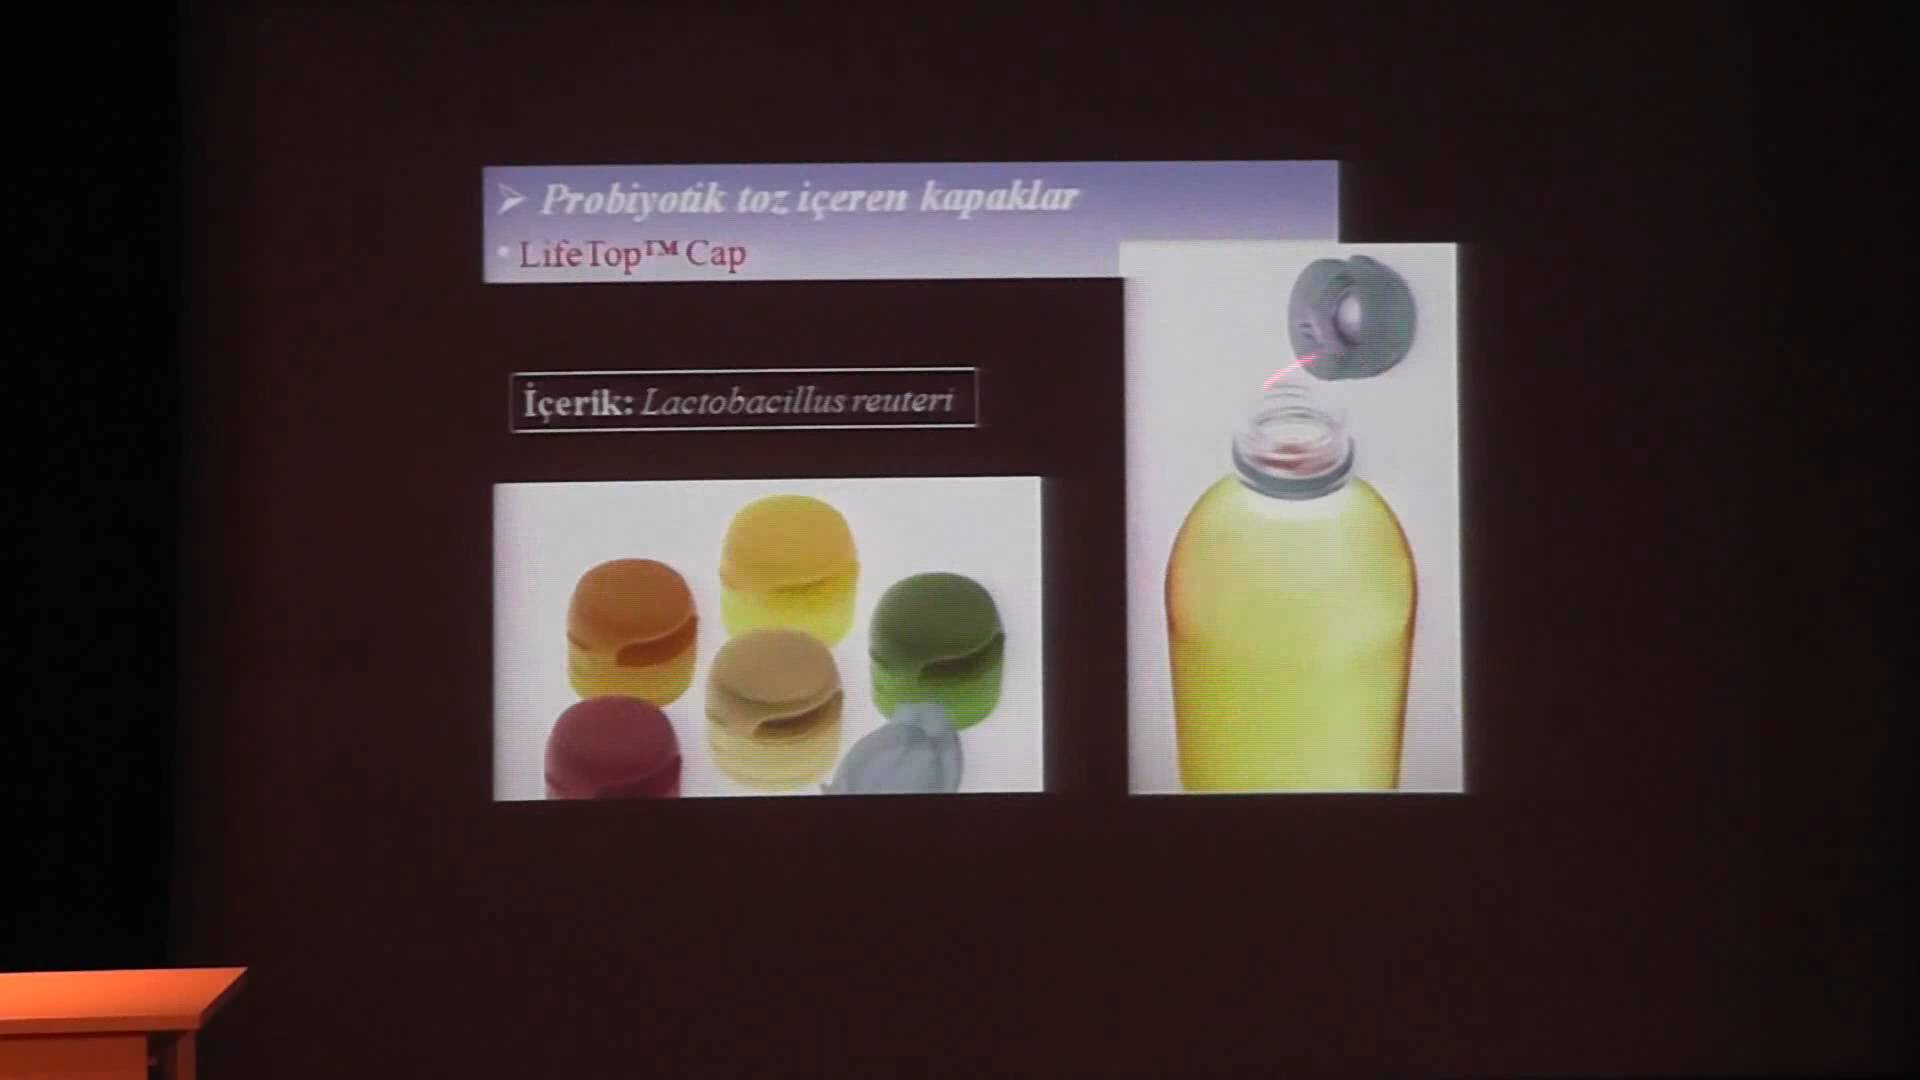 ➢ Probiyotik toz içeren kapaklar
• LifeTop™ Cap
İçerik: Lactobacillus reuteri